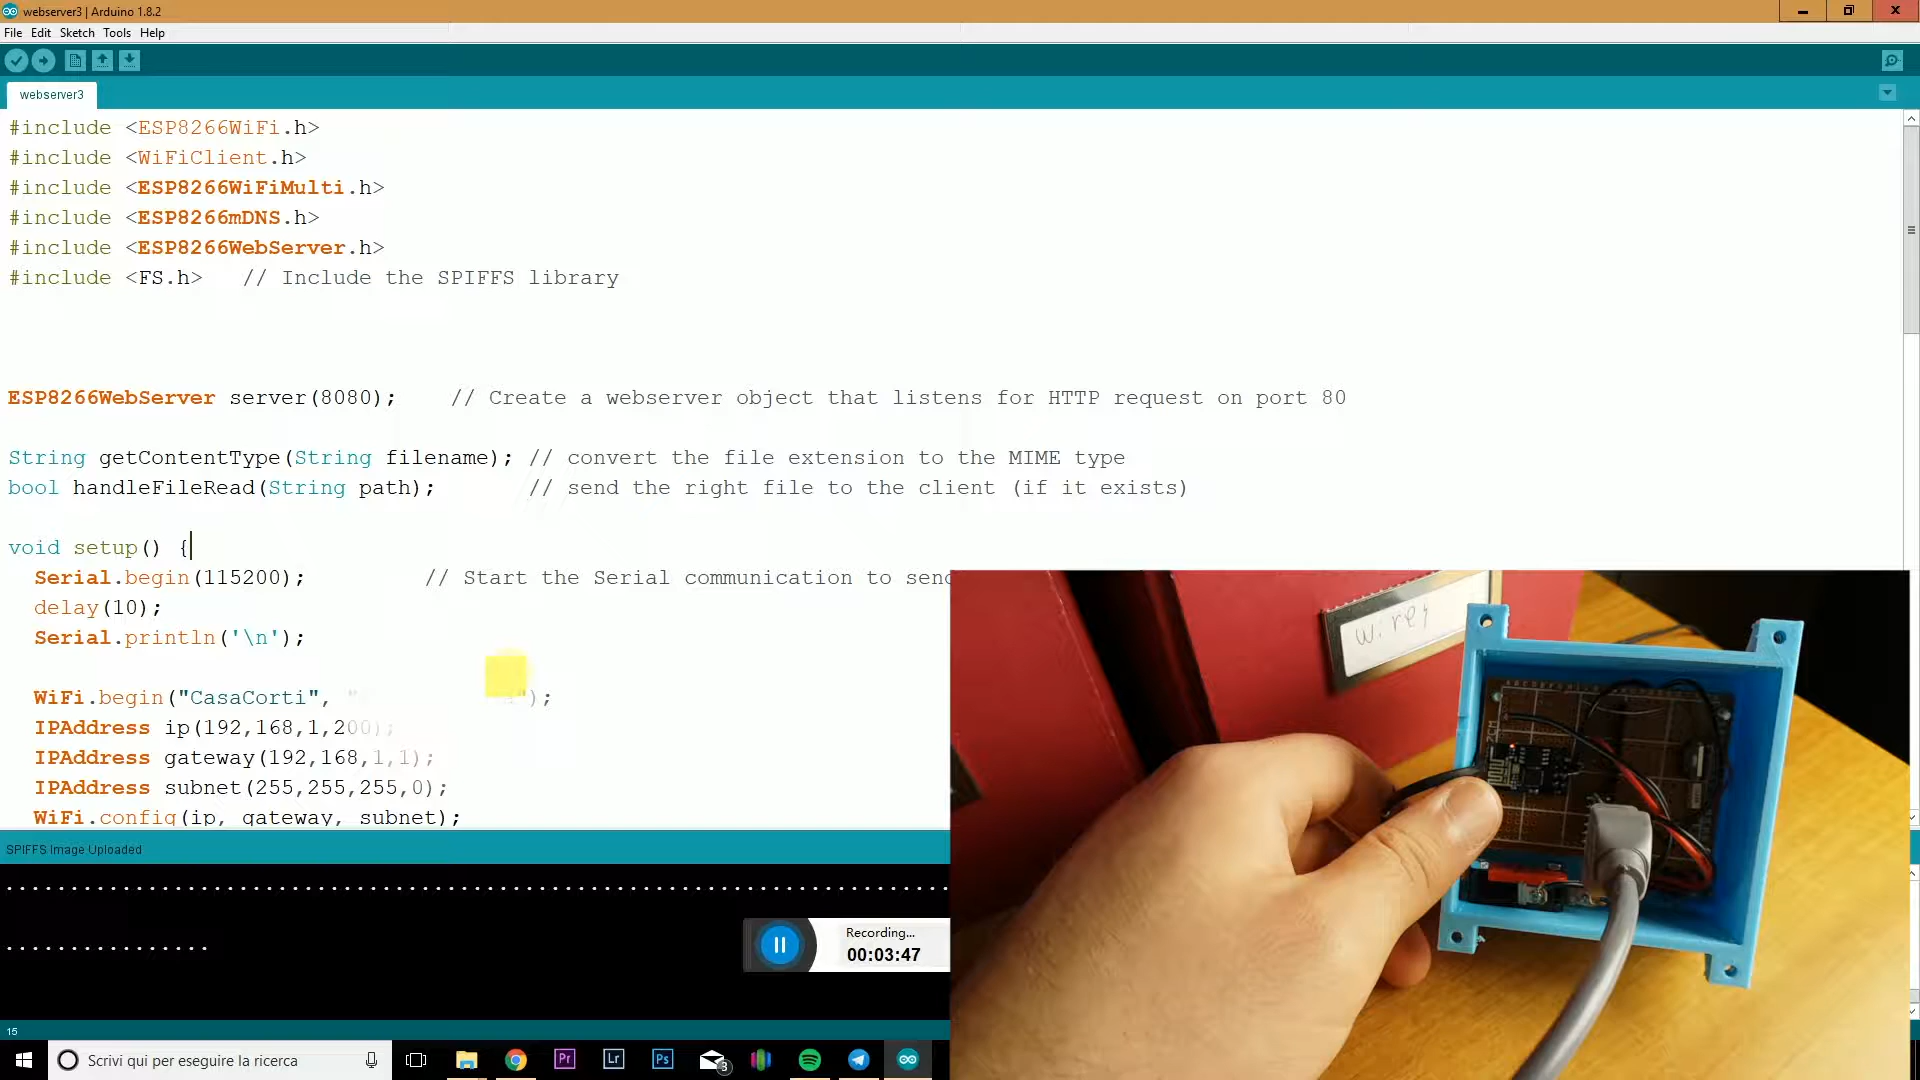 webserver3 | Arduino 1.8.2
File Edit Sketch Tools Help
webserver3
#include <ESP8266WiFi.h>
#include <WiFiClient.h>
#include <ESP8266WiFiMulti.h>
#include <ESP8266mDNS.h>
#include <ESP8266WebServer.h>
#include <FS.h>   // Include the SPIFFS library
ESP8266WebServer server(8080);    // Create a webserver object that listens for HTTP request on port 80
String getContentType(String filename); // convert the file extension to the MIME type
bool handleFileRead(String path);       // send the right file to the client (if it exists)
void setup() {
Serial.begin(115200);         // Start the Serial communication to send
delay(10);
Serial.println('\n');
WiFi.begin("CasaCorti", " ");
IPAddress ip(192,168,1,200);
IPAddress gateway(192,168,1,1);
IPAddress subnet(255,255,255,0);
WiFi.config(ip, gateway, subnet);
wires
SPIFFS Image Uploaded
................................................................
................
Recording...
00:03:47
15
Scrivi qui per eseguire la ricerca
Pr
Lr
Ps
3